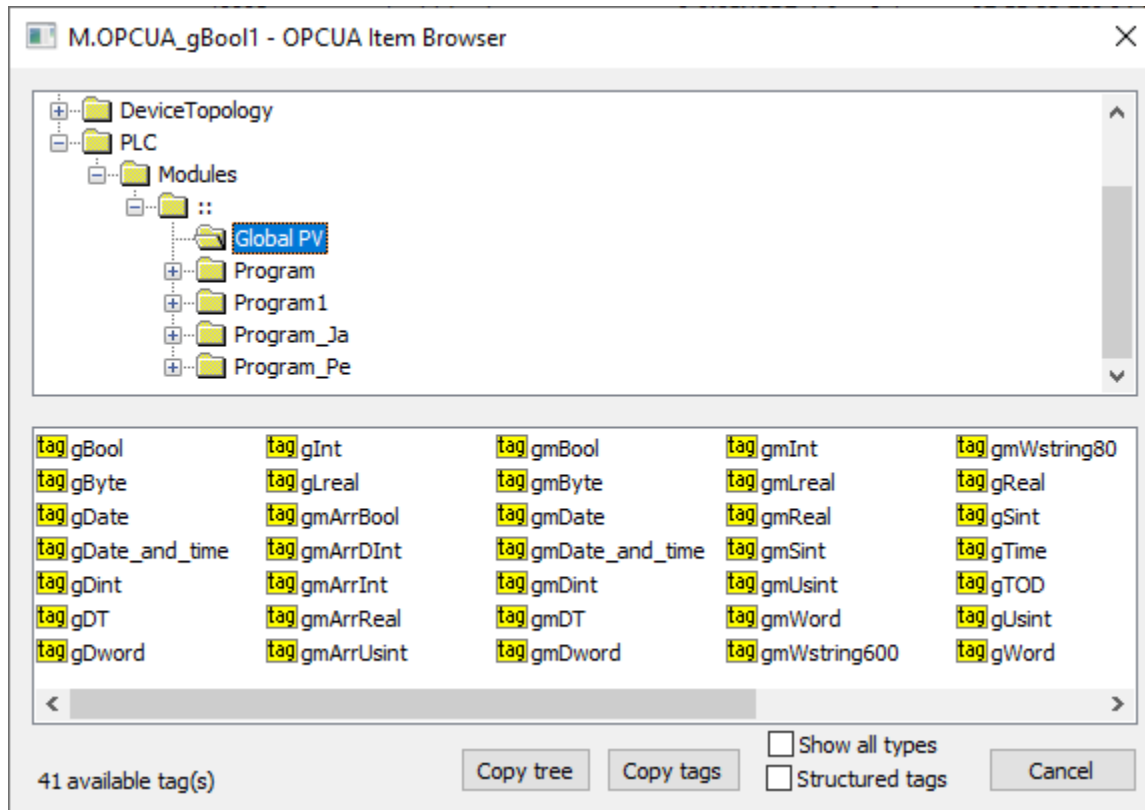 M.OPCUA_gBool1 - OPCUA Item Browser
DeviceTopology
PLC
Modules
::
Global PV
Program
Program1
Program_Ja
Program_Pe
tag gBool tag gInt tag gmBool tag gmInt tag gmWstring80
tag gByte tag gLreal tag gmByte tag gmLreal tag gReal
tag gDate tag gmArrBool tag gmDate tag gmReal tag gSint
tag gDate_and_time tag gmArrDInt tag gmDate_and_time tag gmSint tag gTime
tag gDint tag gmArrInt tag gmDint tag gmUsint tag gTOD
tag gDT tag gmArrReal tag gmDT tag gmWord tag gUsint
tag gDword tag gmArrUsint tag gmDword tag gmWstring600 tag gWord
41 available tag(s)
Copy tree
Copy tags
Show all types
Structured tags
Cancel